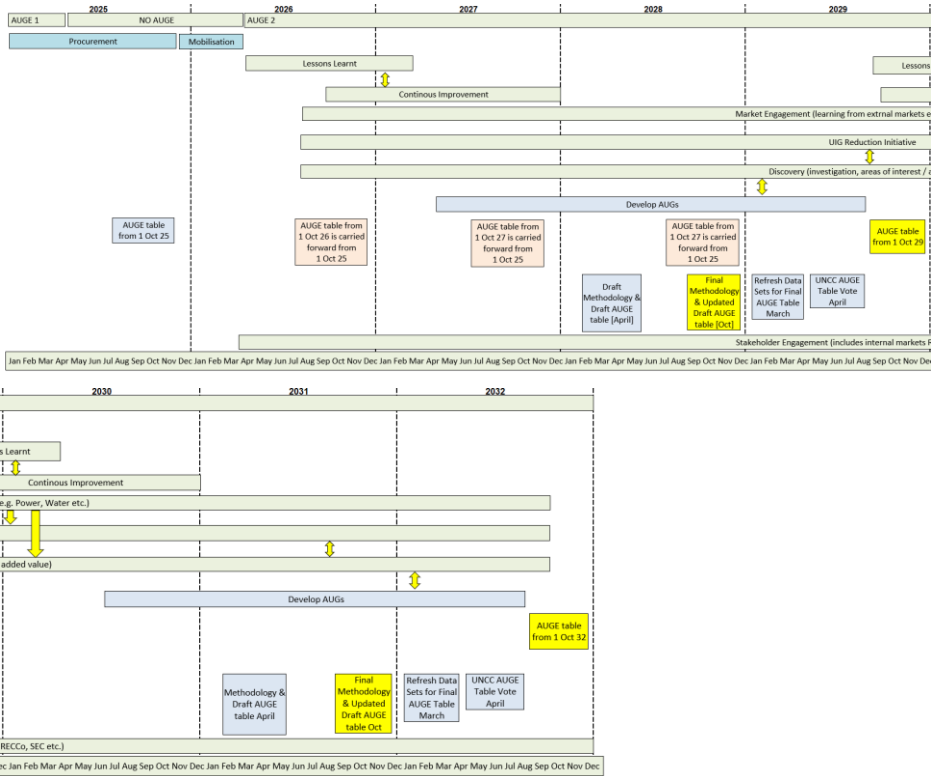 2025 2026 2027 2028 2029
AUGE 1 NO AUGE AUGE 2
Procurement Mobilisation
Lessons Learnt Lessons
Continous Improvement
Market Engagement (learning from extrnal markets e
UIG Reduction Initiative
Discovery (investigation, areas of interest / a
Develop AUGs
AUGE table
from 1 Oct 25
AUGE table from
1 Oct 26 is carried
forward from
1 Oct 25
AUGE table from
1 Oct 27 is carried
forward from
1 Oct 25
AUGE table from
1 Oct 27 is carried
forward from
1 Oct 25
AUGE table
from 1 Oct 29
Draft
Methodology &
Draft AUGE
table [April]
Final
Methodology
& Updated
Draft AUGE
table [Oct]
Refresh Data
Sets for Final
AUGE Table
March
UNCC AUGE
Table Vote
April
Stakeholder Engagement (includes internal markets R
Jan Feb Mar Apr May Jun Jul Aug Sep Oct Nov Dec Jan Feb Mar Apr May Jun Jul Aug Sep Oct Nov Dec Jan Feb Mar Apr May Jun Jul Aug Sep Oct Nov Dec Jan Feb Mar Apr May Jun Jul Aug Sep Oct Nov Dec Jan Feb Mar Apr May Jun Jul Aug Sep Oct Nov Dec
2030 2031 2032
s Learnt
Continous Improvement
e.g. Power, Water etc.)
added value)
Develop AUGs
AUGE table
from 1 Oct 32
Methodology &
Draft AUGE
table April
Final
Methodology
& Updated
Draft AUGE
table Oct
Refresh Data
Sets for Final
AUGE Table
March
UNCC AUGE
Table Vote
April
RECCo, SEC etc.)
ec Jan Feb Mar Apr May Jun Jul Aug Sep Oct Nov Dec Jan Feb Mar Apr May Jun Jul Aug Sep Oct Nov Dec Jan Feb Mar Apr May Jun Jul Aug Sep Oct Nov Dec